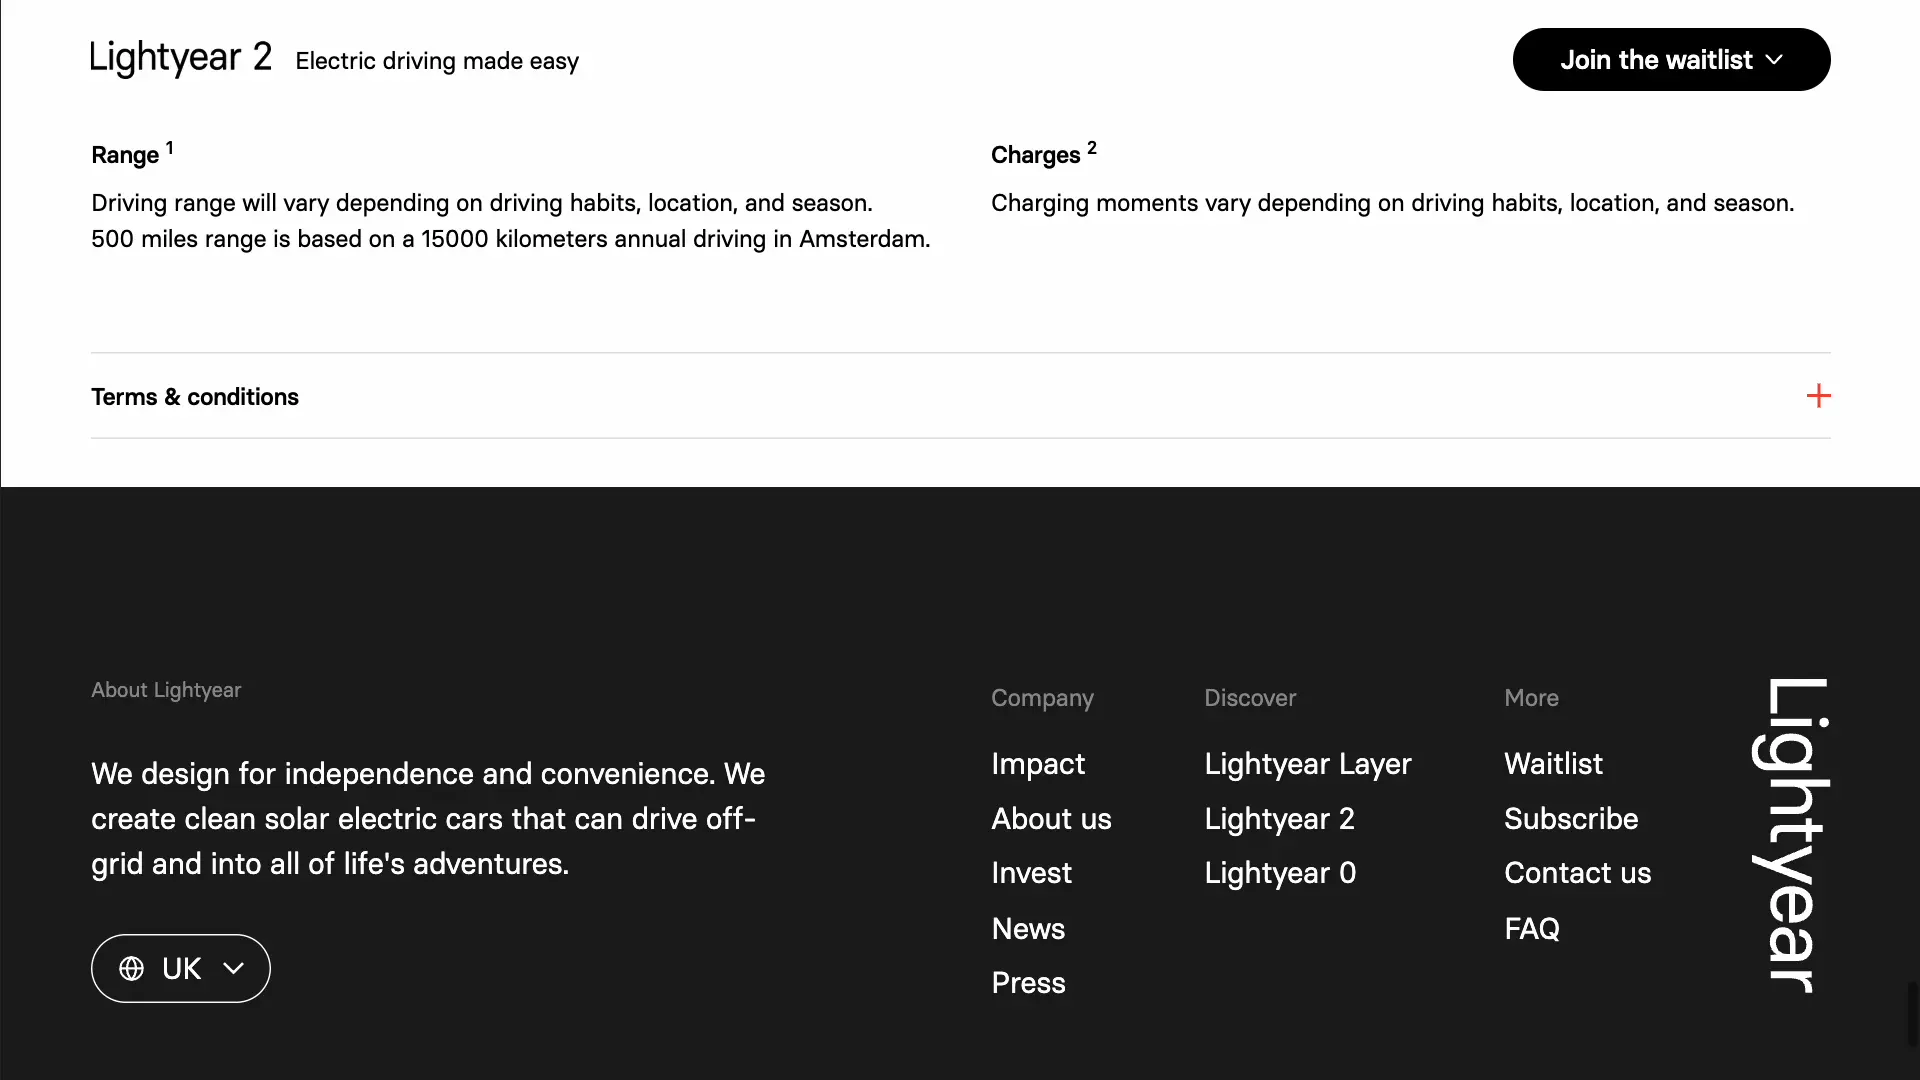 Lightyear 2 Electric driving made easy
Join the waitlist
Range 1
Driving range will vary depending on driving habits, location, and season.
500 miles range is based on a 15000 kilometers annual driving in Amsterdam.
Charges 2
Charging moments vary depending on driving habits, location, and season.
Terms & conditions
About Lightyear
We design for independence and convenience. We
create clean solar electric cars that can drive off-
grid and into all of life's adventures.
UK
Company
Impact
About us
Invest
News
Press
Discover
Lightyear Layer
Lightyear 2
Lightyear 0
More
Waitlist
Subscribe
Contact us
FAQ
Lightyear